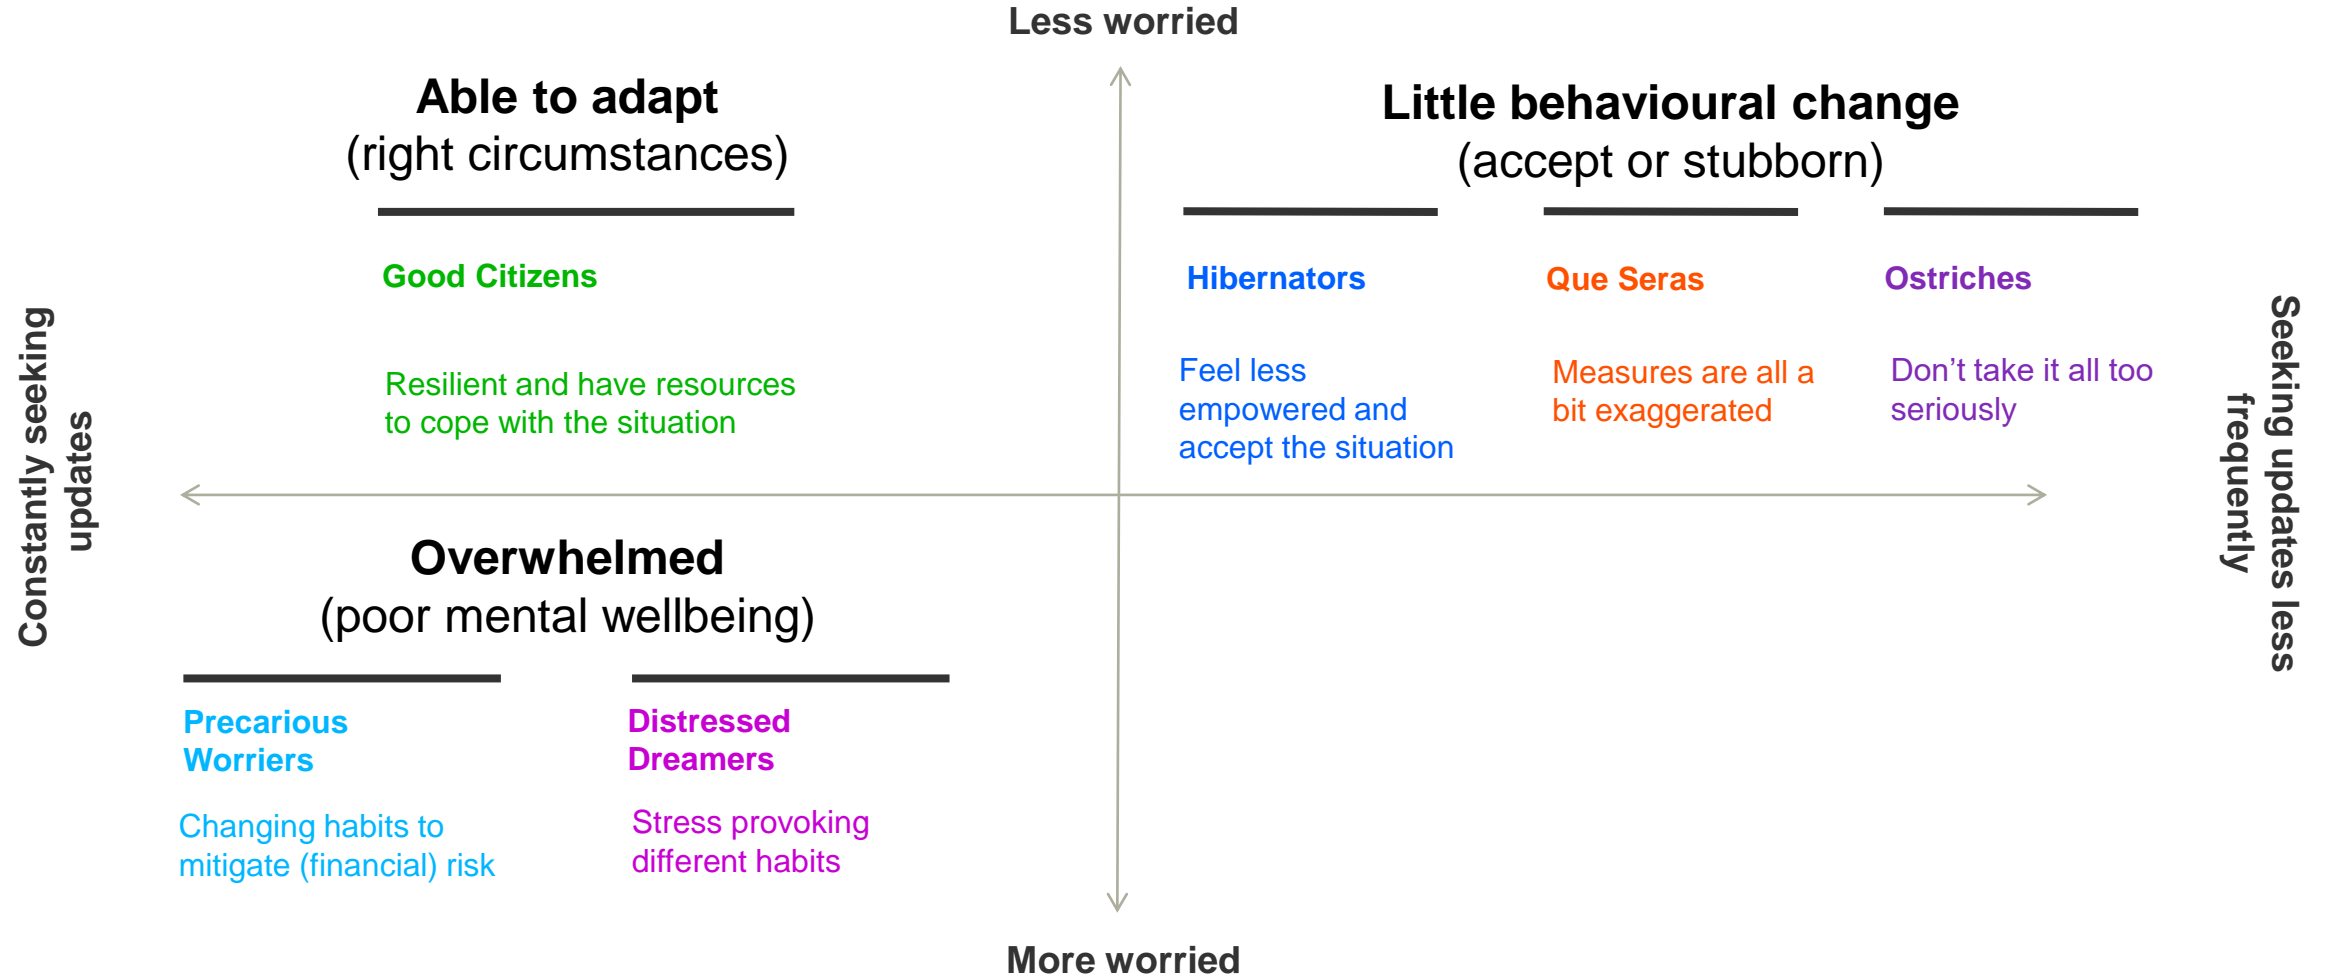 Less worried
Able to adapt
(right circumstances)
Little behavioural change
(accept or stubborn)
Good Citizens
Resilient and have resources
to cope with the situation
Hibernators
Feel less
empowered and
accept the situation
Que Seras
Measures are all a
bit exaggerated
Ostriches
Don’t take it all too
seriously
Constantly seeking
updates
Seeking updates less
frequently
Overwhelmed
(poor mental wellbeing)
Precarious
Worriers
Changing habits to
mitigate (financial) risk
Distressed
Dreamers
Stress provoking
different habits
More worried